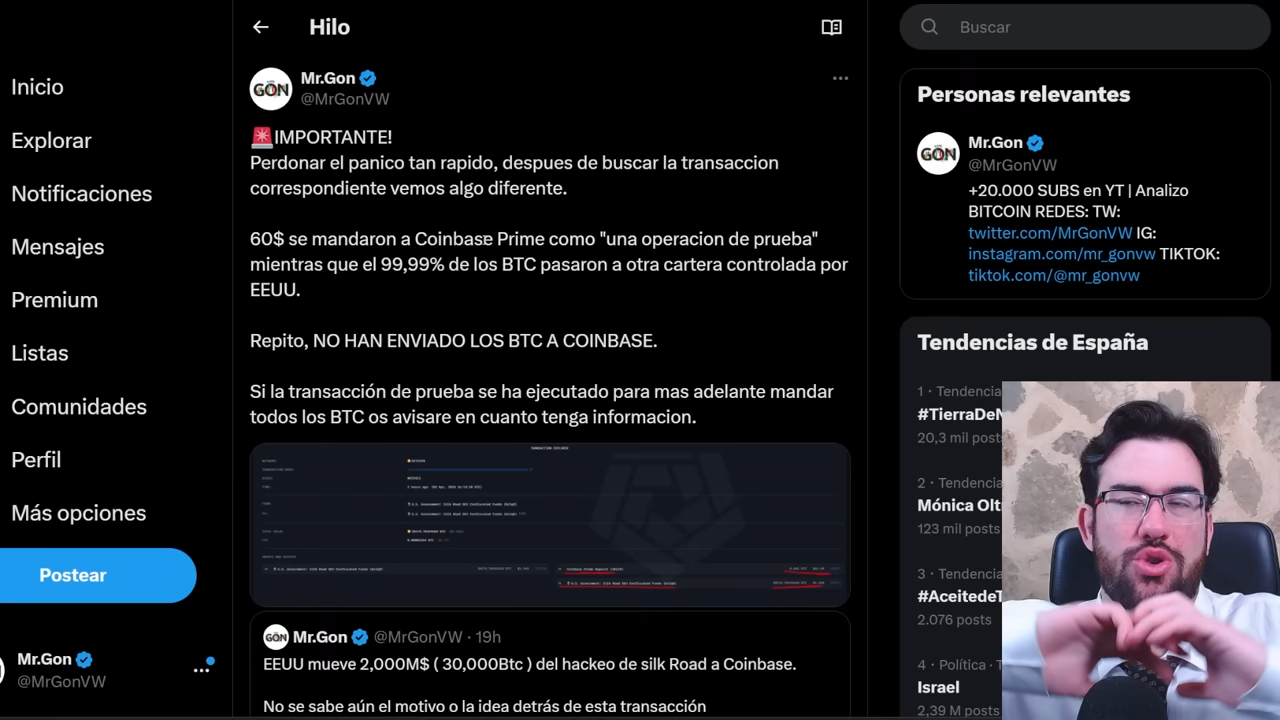 Hilo
Buscar
Inicio
Explorar
Notificaciones
Mensajes
Premium
Listas
Comunidades
Perfil
Más opciones
Postear
Mr.Gon
@MrGonVW
...
GON
Mr.Gon
@MrGonVW
...
🚨IMPORTANTE!
Perdonar el panico tan rapido, despues de buscar la transaccion
correspondiente vemos algo diferente.
60$ se mandaron a Coinbase Prime como "una operacion de prueba"
mientras que el 99,99% de los BTC pasaron a otra cartera controlada por
EEUU.
Repito, NO HAN ENVIADO LOS BTC A COINBASE.
Si la transacción de prueba se ha ejecutado para mas adelante mandar
todos los BTC os avisare en cuanto tenga informacion.
TRANSACTION EXPLORER
GON
Mr.Gon @MrGonVW · 19h
EEUU mueve 2,000M$ ( 30,000Btc ) del hackeo de silk Road a Coinbase.
No se sabe aún el motivo o la idea detrás de esta transacción
Personas relevantes
GON
Mr.Gon
@MrGonVW
+20.000 SUBS en YT | Analizo
BITCOIN REDES: TW:
twitter.com/MrGonVW IG:
instagram.com/mr_gonvw TIKTOK:
tiktok.com/@mr_gonvw
Tendencias de España
1 · Tendencia
#TierraDeN
20,3 mil posts
2 · Tendencia
Mónica Olt
123 mil posts
3 · Tendencia
#AceitedeT
2.076 posts
4 · Política · T
Israel
2,39 M posts